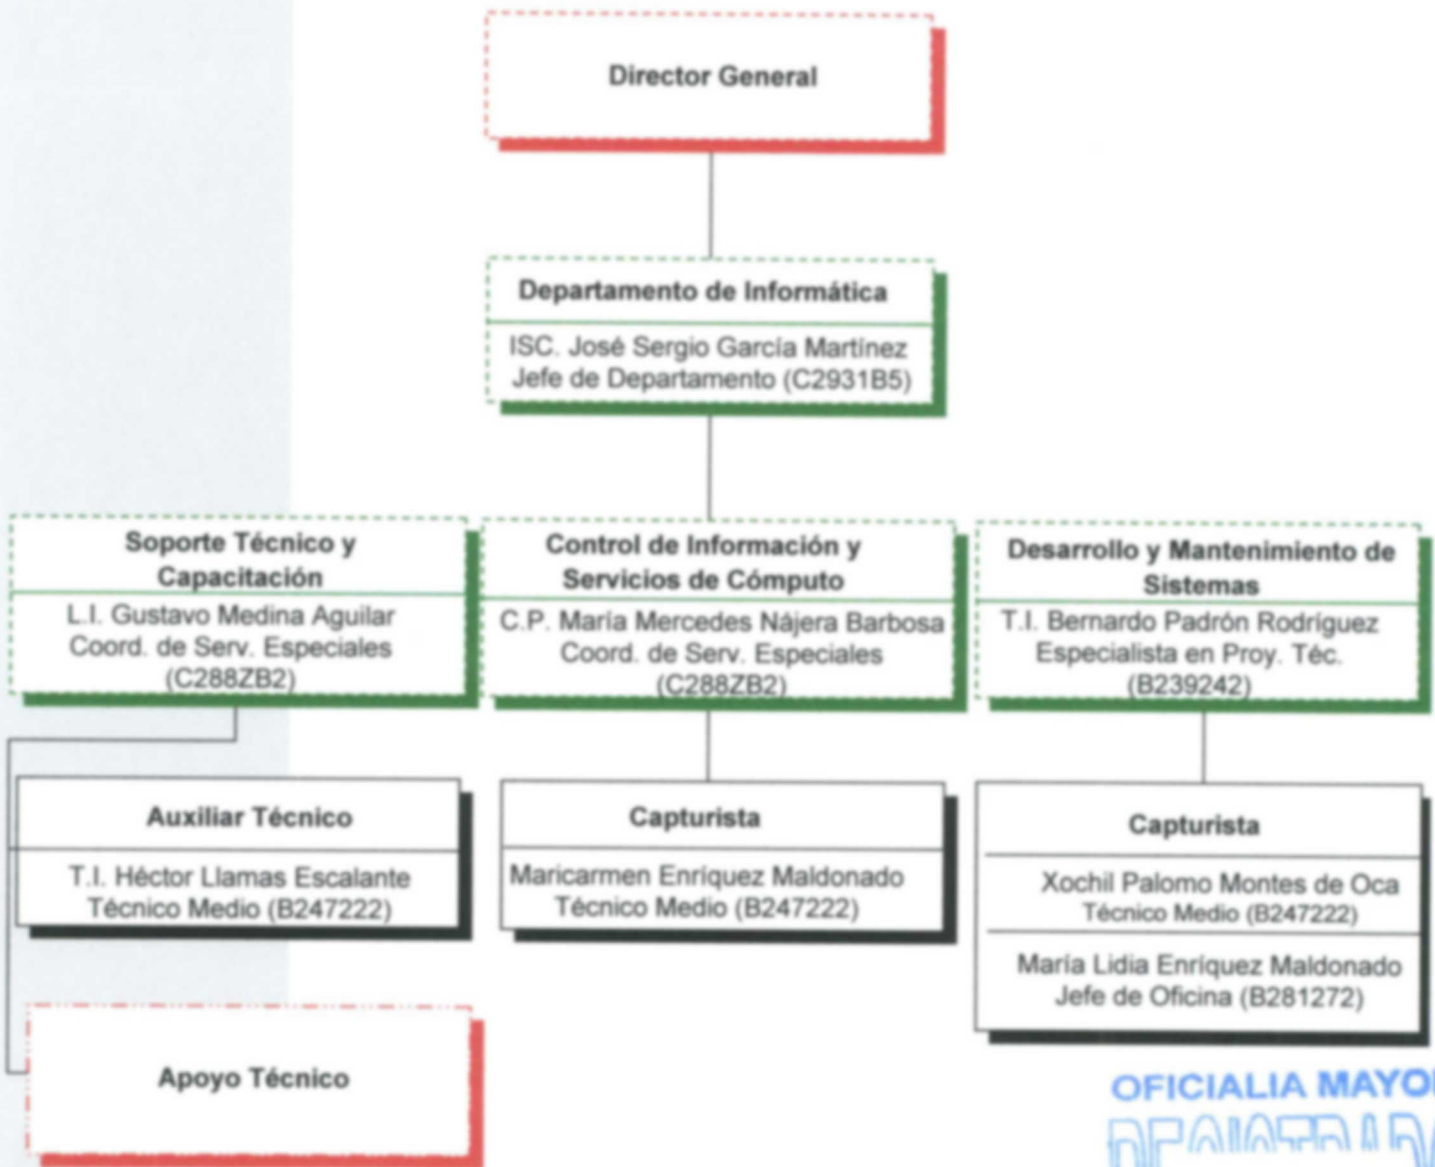 Director General
Departamento de Informática
ISC. José Sergio García Martínez
Jefe de Departamento (C2931B5)
Soporte Técnico y
Capacitación
L.I. Gustavo Medina Aguilar
Coord. de Serv. Especiales
(C288ZB2)
Control de Información y
Servicios de Cómputo
C.P. María Mercedes Nájera Barbosa
Coord. de Serv. Especiales
(C288ZB2)
Desarrollo y Mantenimiento de
Sistemas
T.I. Bernardo Padrón Rodríguez
Especialista en Proy. Téc.
(B239242)
Auxiliar Técnico
T.I. Héctor Llamas Escalante
Técnico Medio (B247222)
Capturista
Maricarmen Enríquez Maldonado
Técnico Medio (B247222)
Capturista
Xochil Palomo Montes de Oca
Técnico Medio (B247222)
María Lidia Enríquez Maldonado
Jefe de Oficina (B281272)
Apoyo Técnico
OFICIALIA MAYO